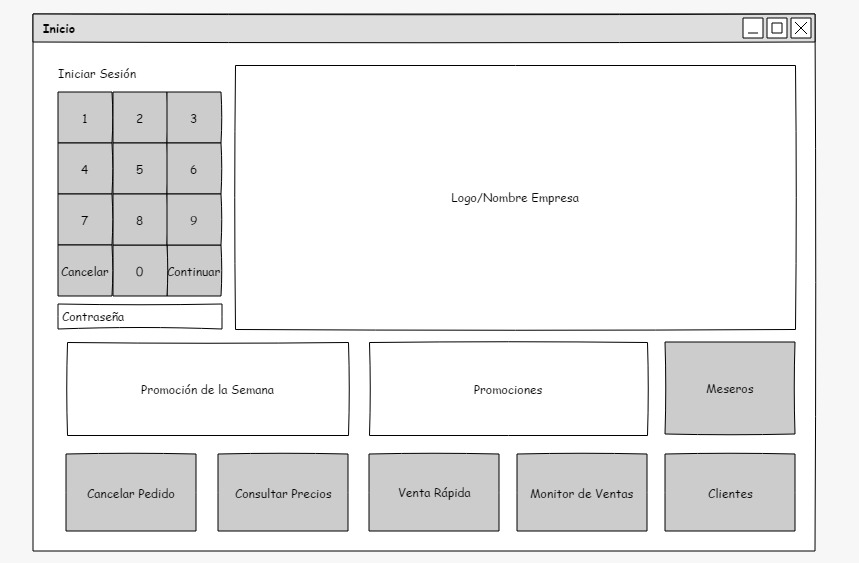 Inicio
Iniciar Sesión
1 2 3
4 5 6
7 8 9
Cancelar 0 Continuar
Contraseña
Logo/Nombre Empresa
Promoción de la Semana
Promociones
Meseros
Cancelar Pedido
Consultar Precios
Venta Rápida
Monitor de Ventas
Clientes